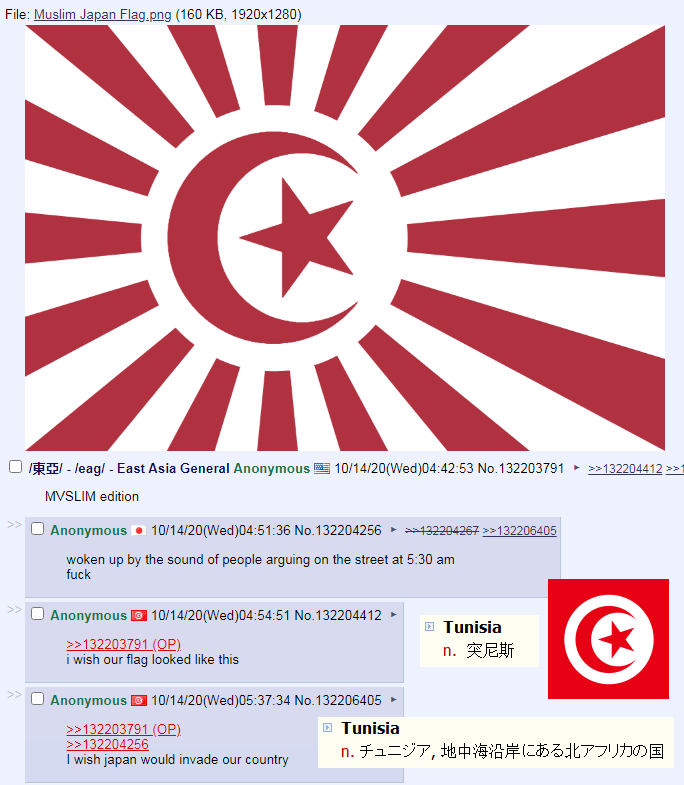 File: Muslim Japan Flag.png (160 KB, 1920x1280)
/東亞/ - /eag/ - East Asia General Anonymous 10/14/20(Wed)04:42:53 No.132203791 ▶ >>132204412 >>1
MVSLIM edition
>> Anonymous 10/14/20(Wed)04:51:36 No.132204256 ▶ >>132204267 >>132206405
woken up by the sound of people arguing on the street at 5:30 am
fuck
>> Anonymous 10/14/20(Wed)04:54:51 No.132204412 ▶
>>132203791 (OP)
i wish our flag looked like this
Tunisia
n. 突尼斯
>> Anonymous 10/14/20(Wed)05:37:34 No.132206405 ▶
>>132203791 (OP)
>>132204256
I wish japan would invade our country
Tunisia
n. チュニジア, 地中海沿岸にある北アフリカの国